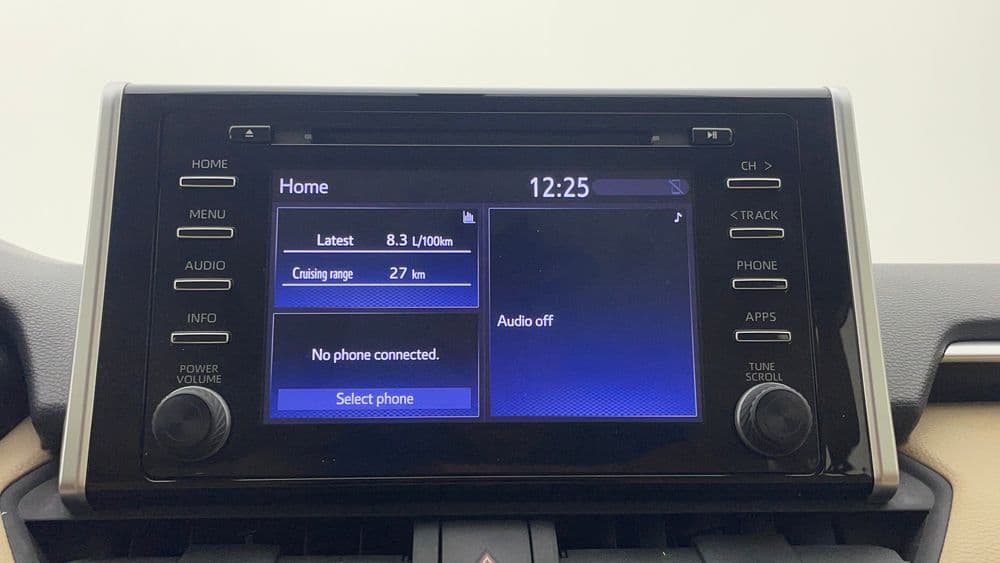 HOME
MENU
AUDIO
INFO
POWER
VOLUME
Home 12:25
Latest 8.3 L/100km
Cruising range 27 km
No phone connected.
Select phone
Audio off
CH >
< TRACK
PHONE
APPS
TUNE
SCROLL